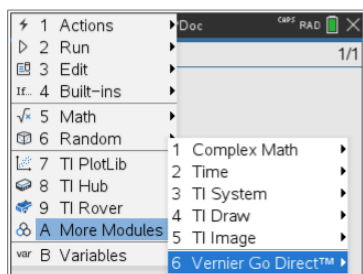 1 Actions
2 Run
3 Edit
If... 4 Built-ins
√x 5 Math
6 Random
7 TI PlotLib
8 TI Hub
9 TI Rover
A More Modules
var B Variables
Doc
CAPS RAD
1/1
1 Complex Math
2 Time
3 TI System
4 TI Draw
5 TI Image
6 Vernier Go Direct™